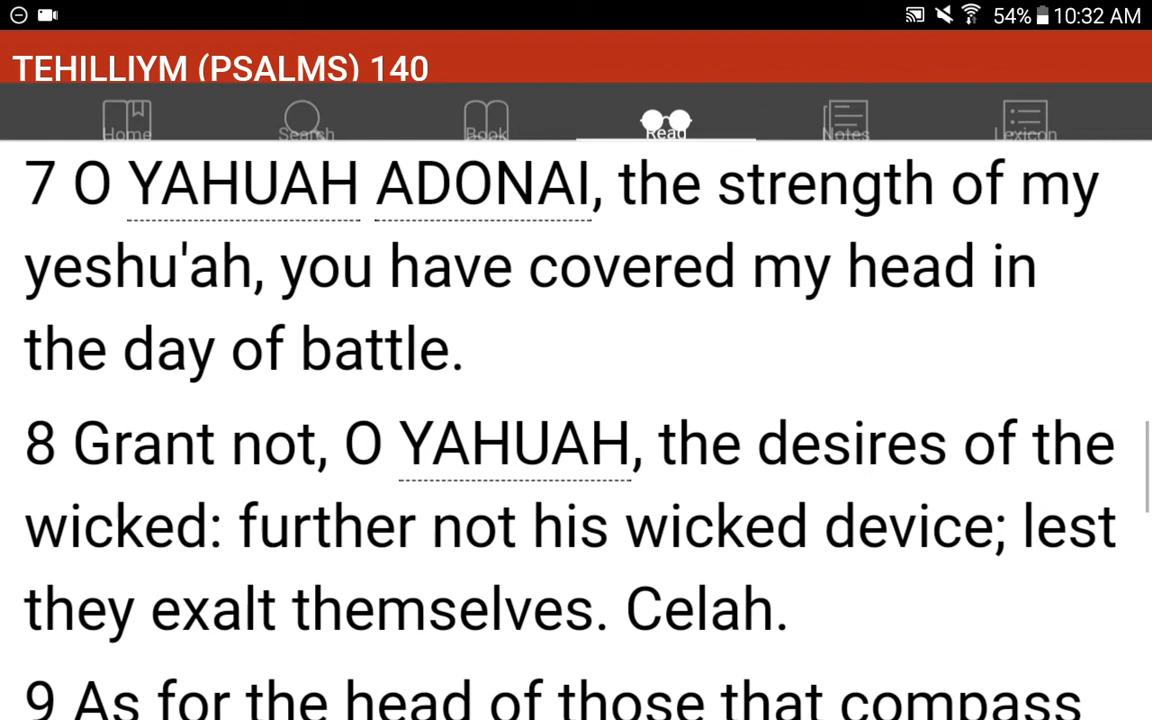 54% 10:32 AM
TEHILLIYM (PSALMS) 140
Home Search Book Read Notes Lexicon
7 O YAHUAH ADONAI, the strength of my
yeshu'ah, you have covered my head in
the day of battle.
8 Grant not, O YAHUAH, the desires of the
wicked: further not his wicked device; lest
they exalt themselves. Celah.
9 As for the head of those that compass